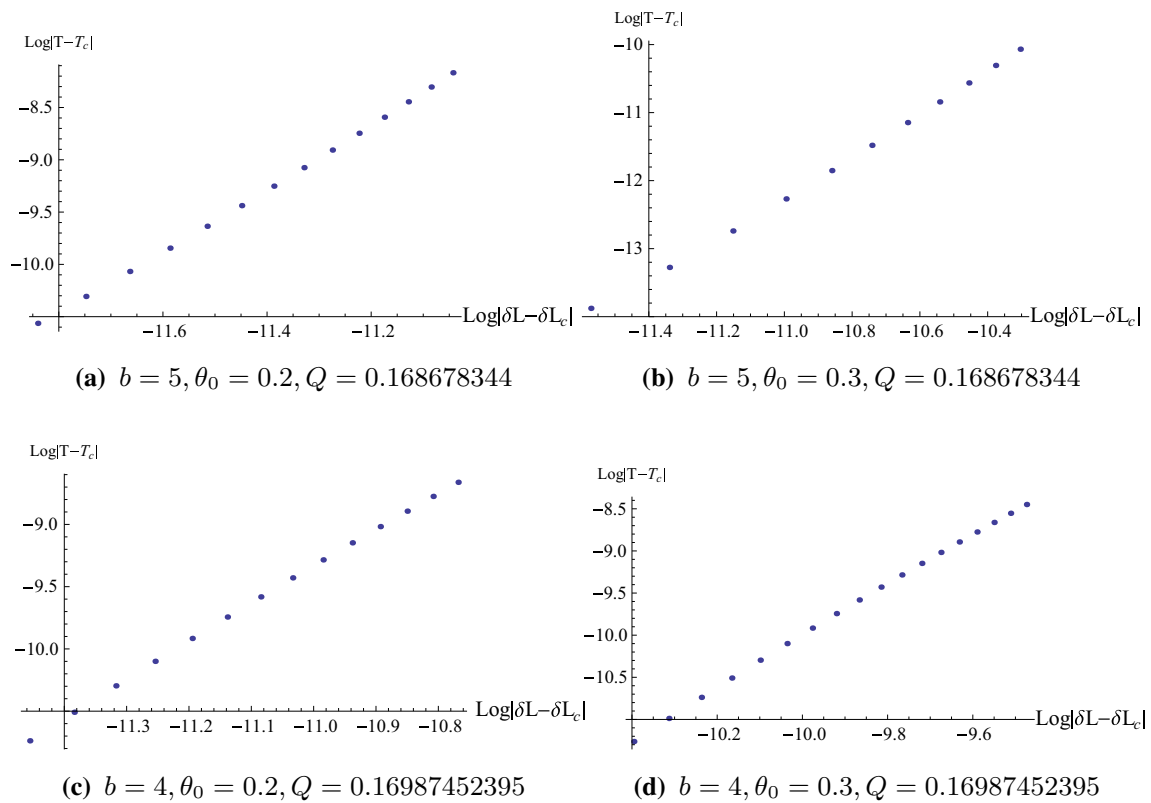 Log|T−T_c|
−8.5
−9.0
−9.5
−10.0
−11.6 −11.4 −11.2
Log|δL−δL_c|
(a) b = 5, θ_0 = 0.2, Q = 0.168678344
Log|T−T_c|
−10
−11
−12
−13
−11.4 −11.2 −11.0 −10.8 −10.6 −10.4
Log|δL−δL_c|
(b) b = 5, θ_0 = 0.3, Q = 0.168678344
Log|T−T_c|
−9.0
−9.5
−10.0
−11.3 −11.2 −11.1 −11.0 −10.9 −10.8
Log|δL−δL_c|
(c) b = 4, θ_0 = 0.2, Q = 0.16987452395
Log|T−T_c|
−8.5
−9.0
−9.5
−10.0
−10.5
−10.2 −10.0 −9.8 −9.6
Log|δL−δL_c|
(d) b = 4, θ_0 = 0.3, Q = 0.16987452395